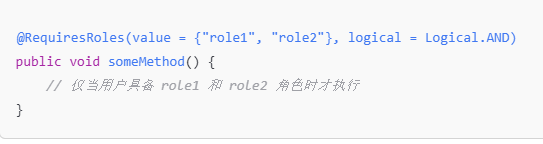 @RequiresRoles(value = {"role1", "role2"}, logical = Logical.AND)
public void someMethod() {
    // 仅当用户具备 role1 和 role2 角色时才执行
}